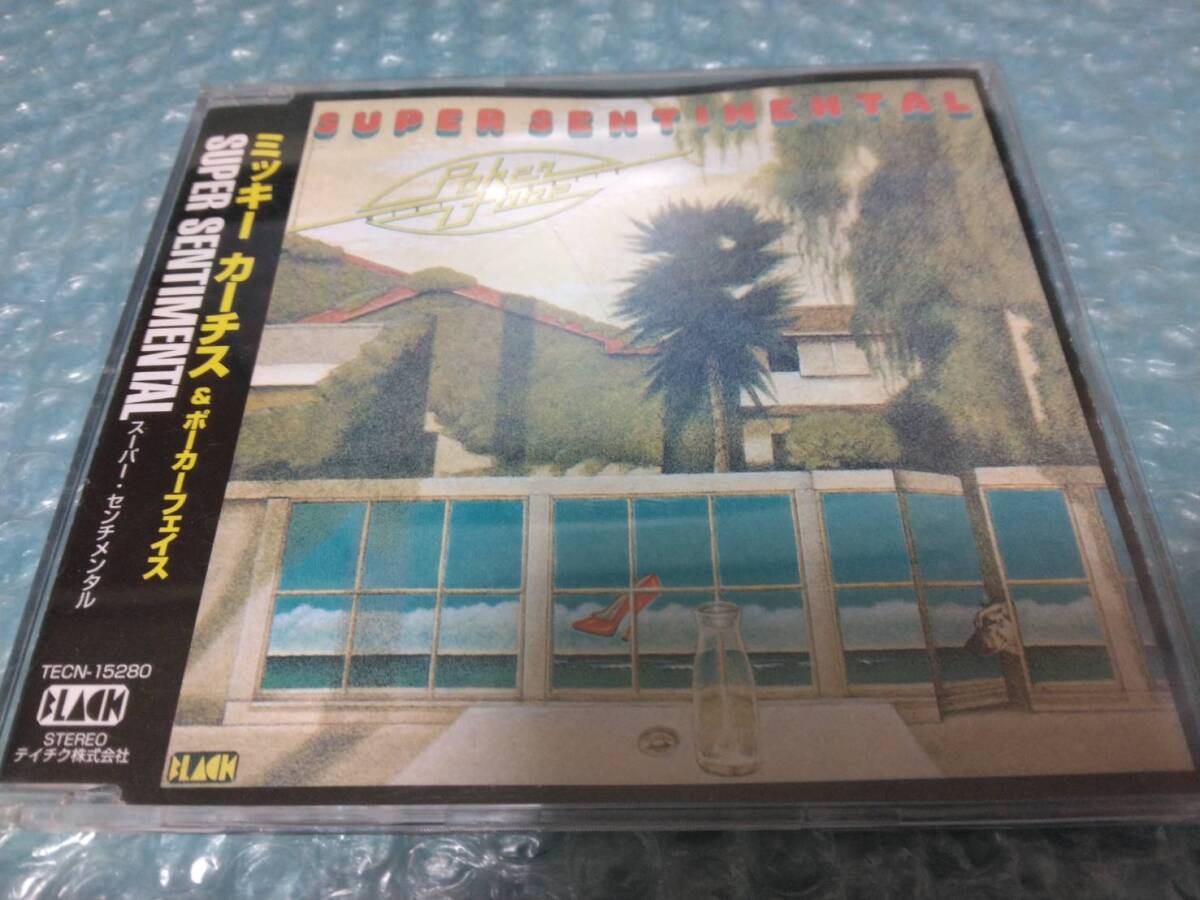 SUPER SENTIMENTAL
Poker Face
ミッキー カーチス & ポーカーフェイス
SUPER SENTIMENTAL スーパー・センチメンタル
TECN-15280
BLACK
STEREO
テイチク株式会社
BLACK